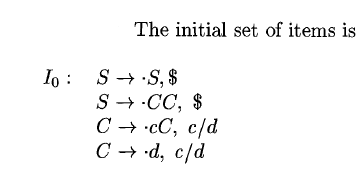 The initial set of items is
I₀ : S → ·S, $
S → ·CC, $
C → ·cC, c/d
C → ·d, c/d